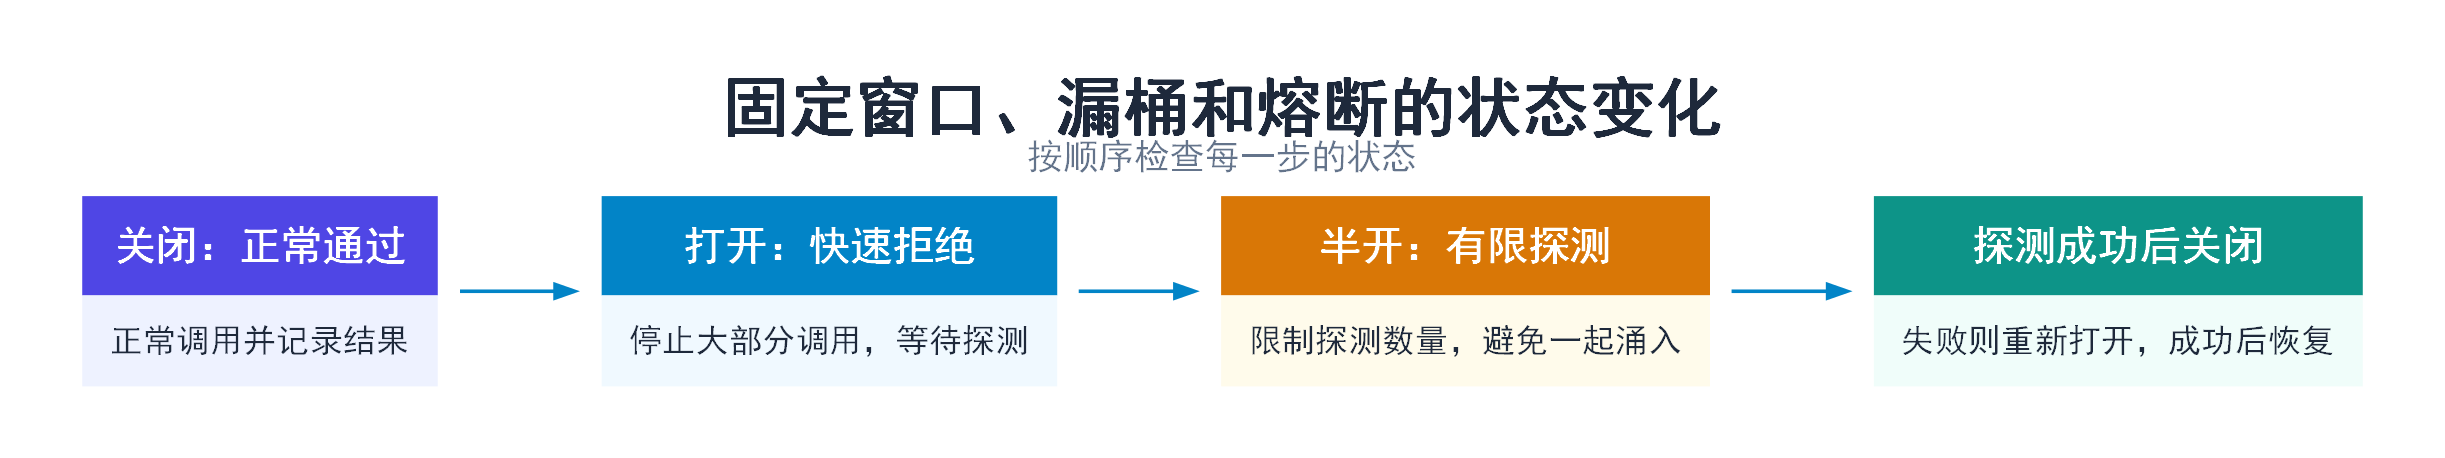 固定窗口、漏桶和熔断的状态变化
按顺序检查每一步的状态
关闭：正常通过
正常调用并记录结果
打开：快速拒绝
停止大部分调用，等待探测
半开：有限探测
限制探测数量，避免一起涌入
探测成功后关闭
失败则重新打开，成功后恢复